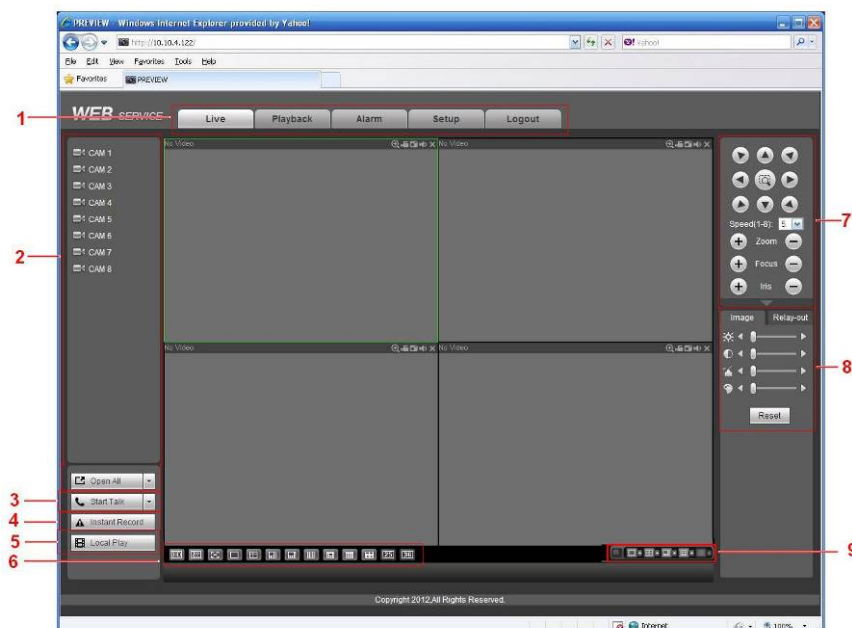 PREVIEW - Windows Internet Explorer provided by Yahoo!
http://10.10.4.122/
Yahoo!
File Edit View Favorites Tools Help
Favorites PREVIEW
WEB SERVICE
1
Live Playback Alarm Setup Logout
No Video
No Video
CAM 1
CAM 2
CAM 3
CAM 4
CAM 5
CAM 6
CAM 7
CAM 8
2
Speed(1-8): 5
7
Zoom
Focus
Iris
Image Relay-out
No Video
No Video
8
Reset
Open All
3
Start Talk
4
Instant Record
5
Local Play
6
9
Copyright 2012,All Rights Reserved.
Internet
100%